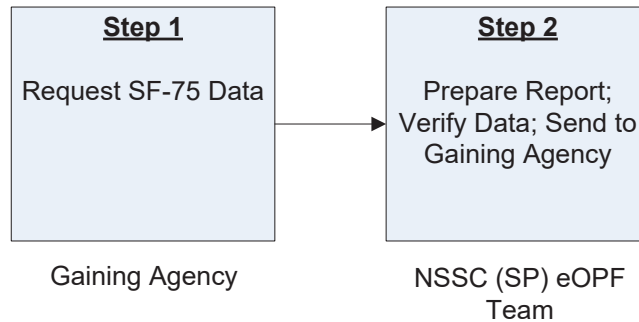 Step 1
Request SF-75 Data
Gaining Agency
Step 2
Prepare Report;
Verify Data; Send to
Gaining Agency
NSSC (SP) eOPF
Team